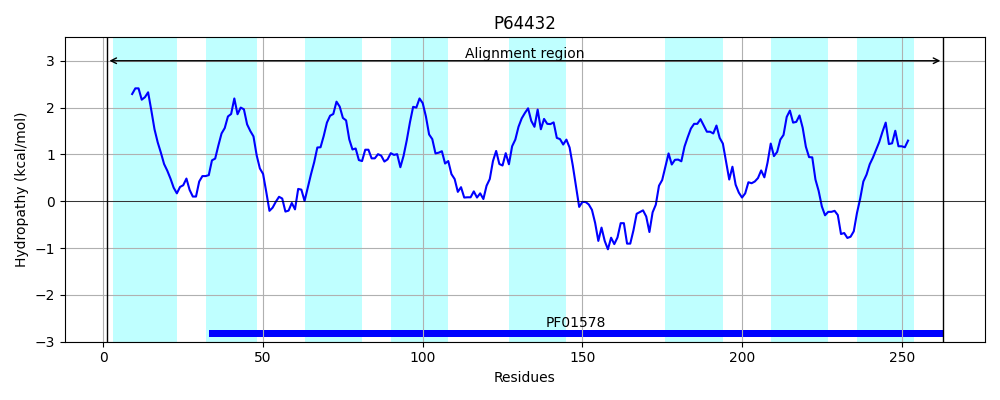 P64432
Alignment region
3
2
1
0
−1
−2
−3
Hydropathy (kcal/mol)
PF01578
0 50 100 150 200 250
Residues